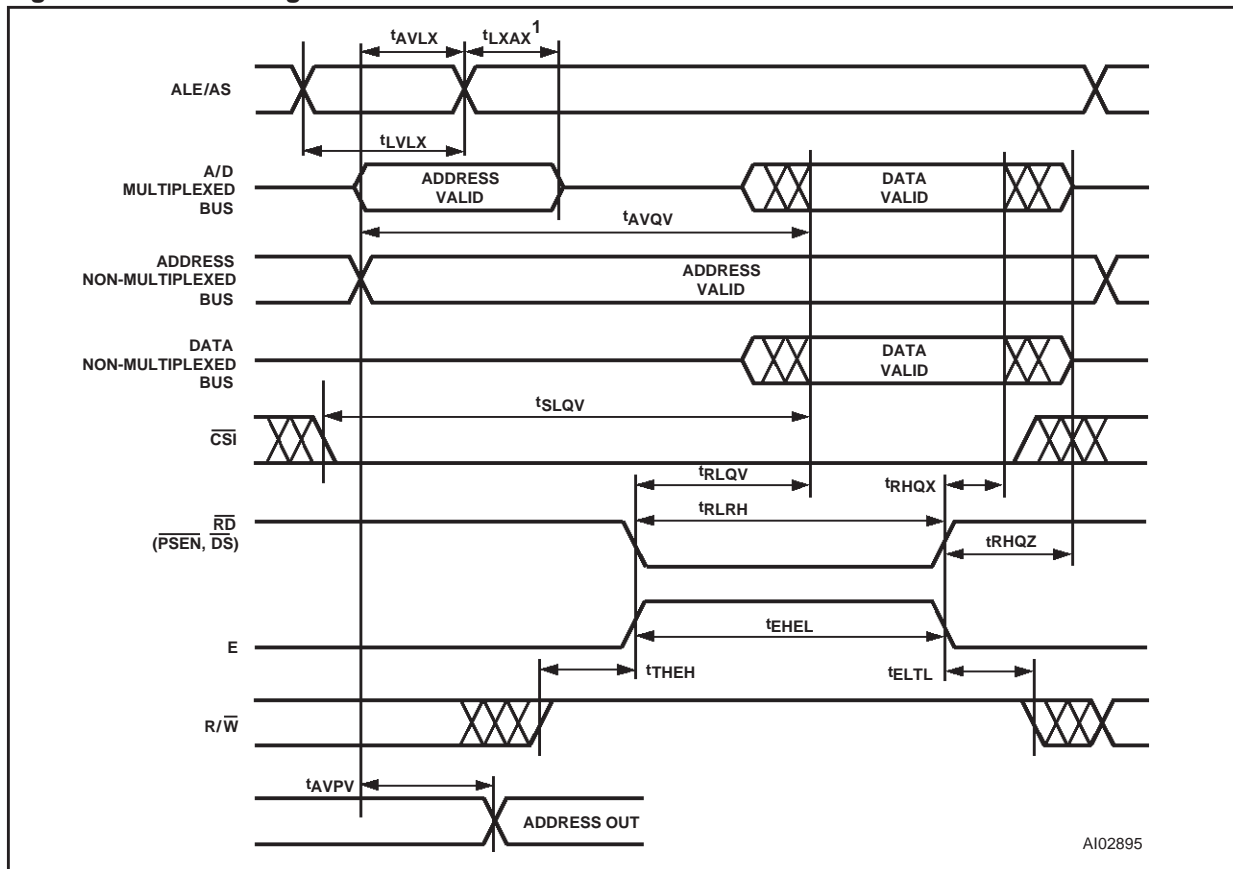 tAVLX
tLXAX 1
ALE/AS
tLVLX
A/D
MULTIPLEXED
BUS
ADDRESS
VALID
DATA
VALID
tAVQV
ADDRESS
NON-MULTIPLEXED
BUS
ADDRESS
VALID
DATA
NON-MULTIPLEXED
BUS
DATA
VALID
tSLQV
CSI
tRLQV
tRHQX
tRLRH
RD
(PSEN, DS)
tRHQZ
tEHEL
E
tTHEH
tELTL
R/W
tAVPV
ADDRESS OUT
AI02895